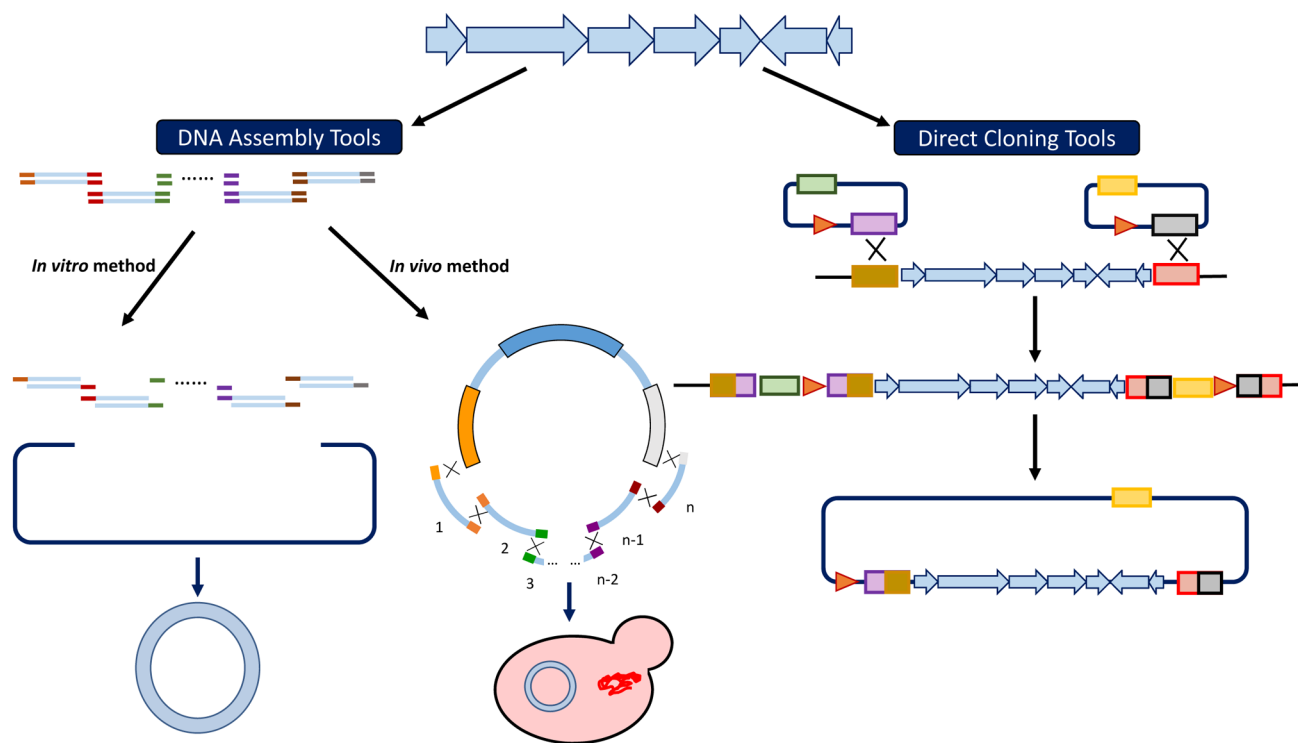 DNA Assembly Tools
Direct Cloning Tools
In vitro method
In vivo method
1
2
3
... ...
n-2
n-1
n